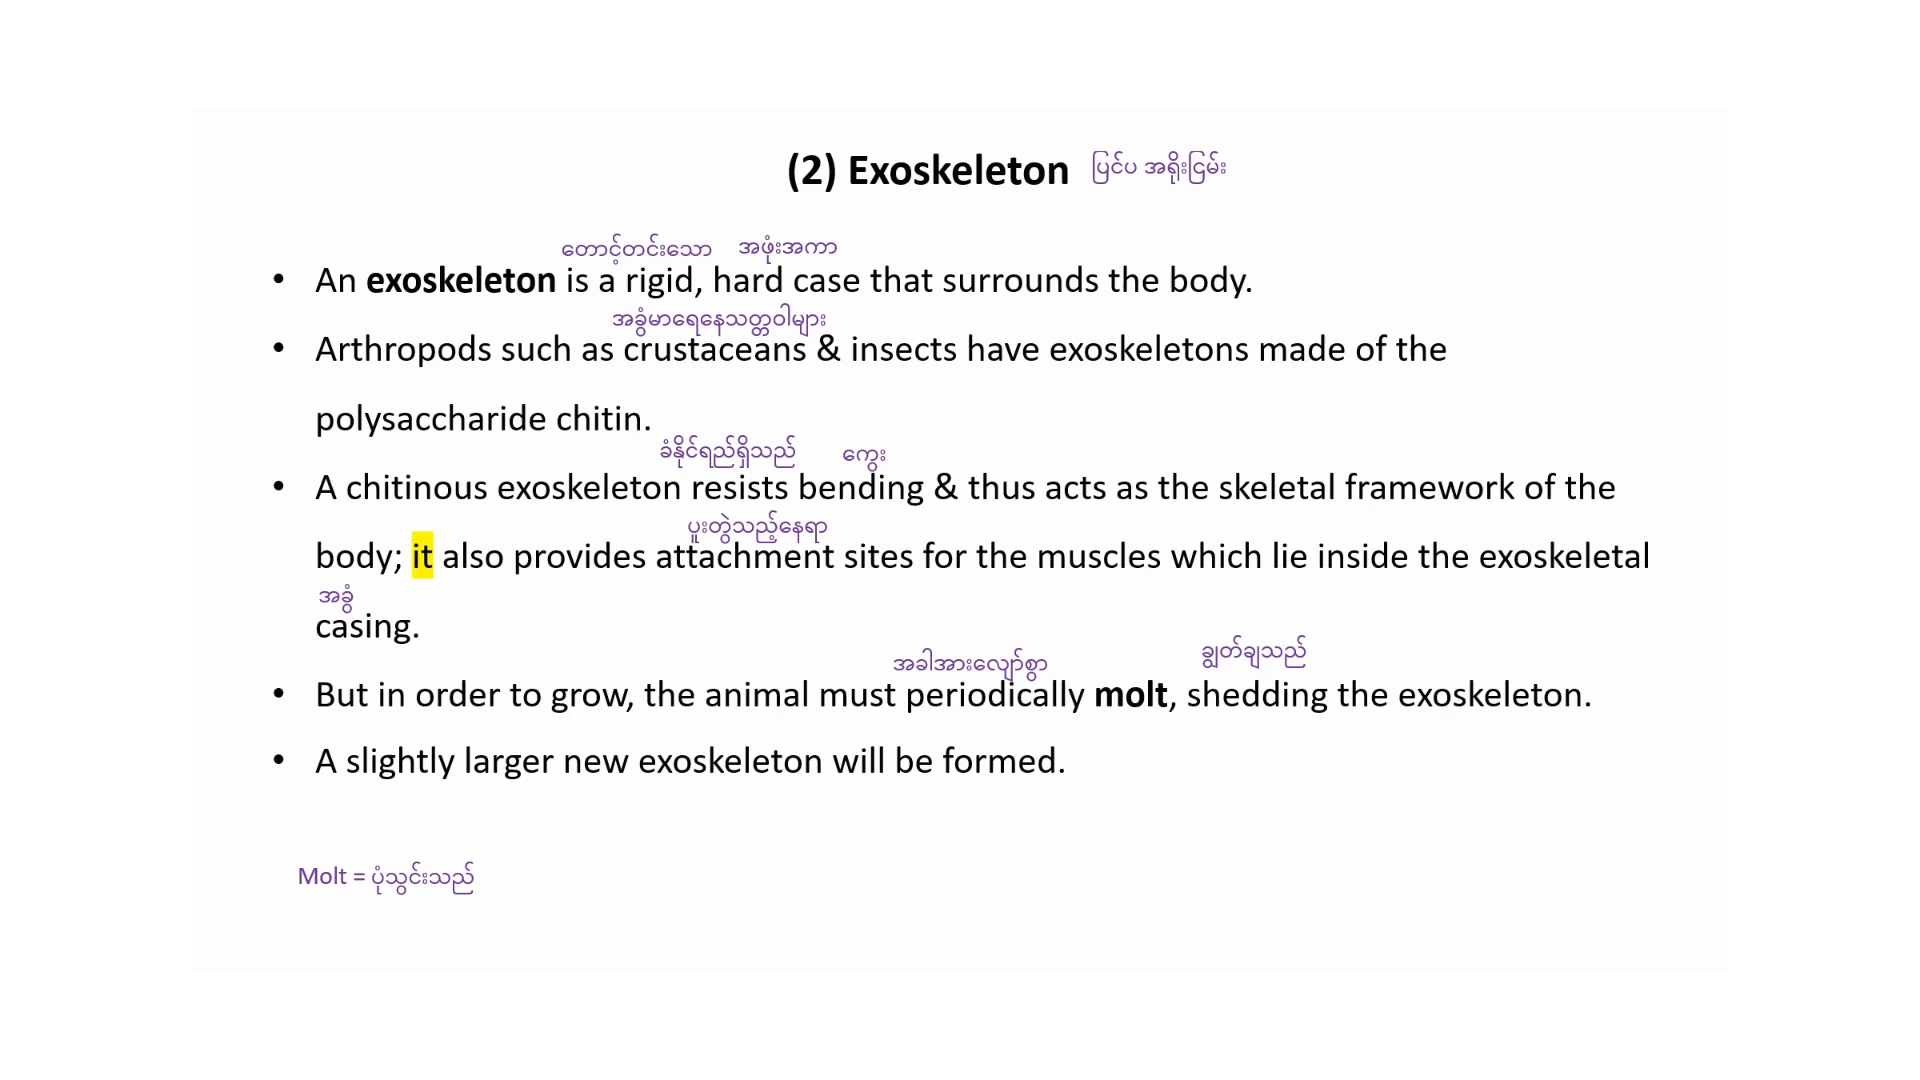 (2) Exoskeleton ပြင်ပ အရိုးငြမ်း
တောင့်တင်းသော အဖုံးအကာ
• An exoskeleton is a rigid, hard case that surrounds the body.
အခွံမာရေနေသတ္တဝါများ
• Arthropods such as crustaceans & insects have exoskeletons made of the
polysaccharide chitin.
ခံနိုင်ရည်ရှိသည် ကွေး
• A chitinous exoskeleton resists bending & thus acts as the skeletal framework of the
ပူးတွဲသည့်နေရာ
body; it also provides attachment sites for the muscles which lie inside the exoskeletal
အခွံ
casing.
အခါအားလျော်စွာ ချွတ်ချသည်
• But in order to grow, the animal must periodically molt, shedding the exoskeleton.
• A slightly larger new exoskeleton will be formed.
Molt = ပုံသွင်းသည်